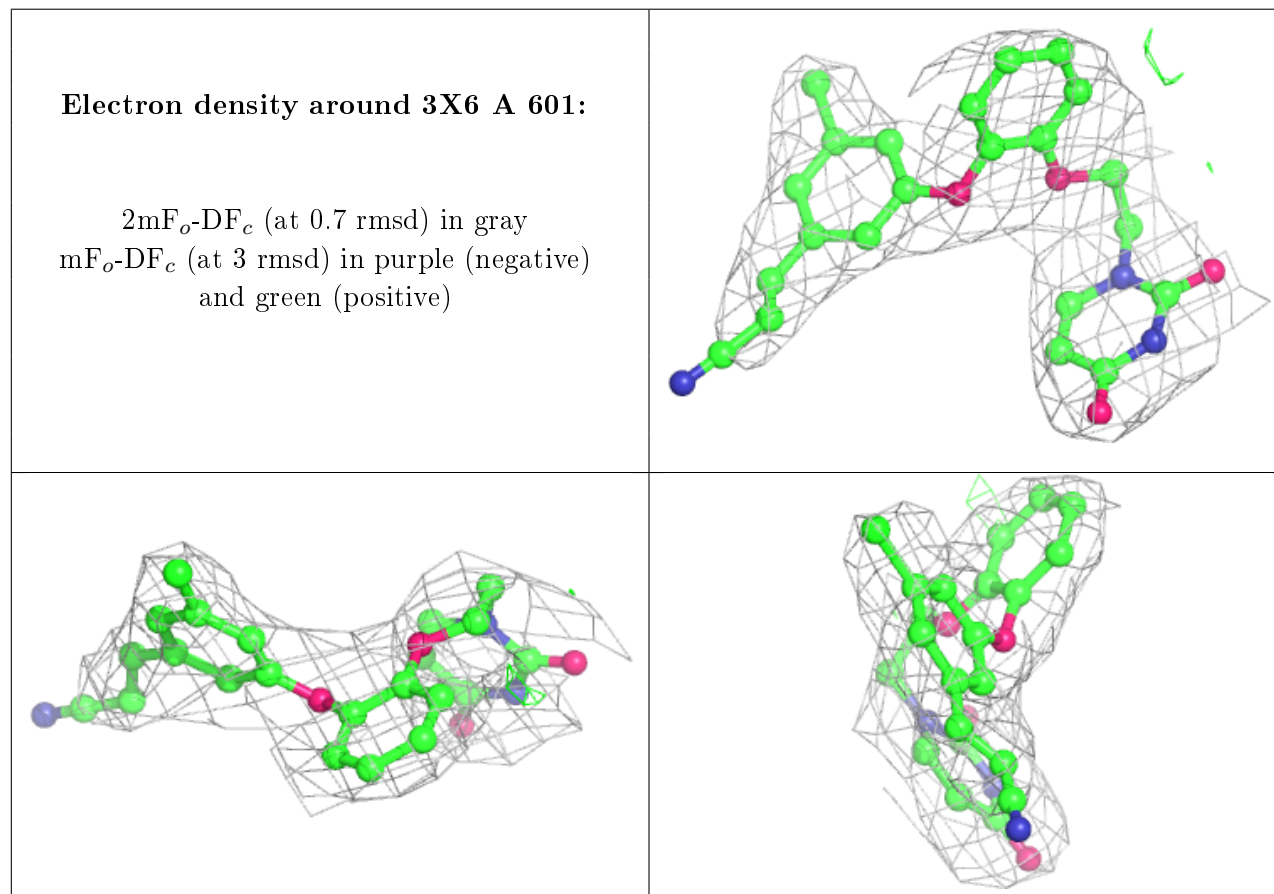 Electron density around 3X6 A 601:
2mFₒ-DF𝒸 (at 0.7 rmsd) in gray
mFₒ-DF𝒸 (at 3 rmsd) in purple (negative)
and green (positive)